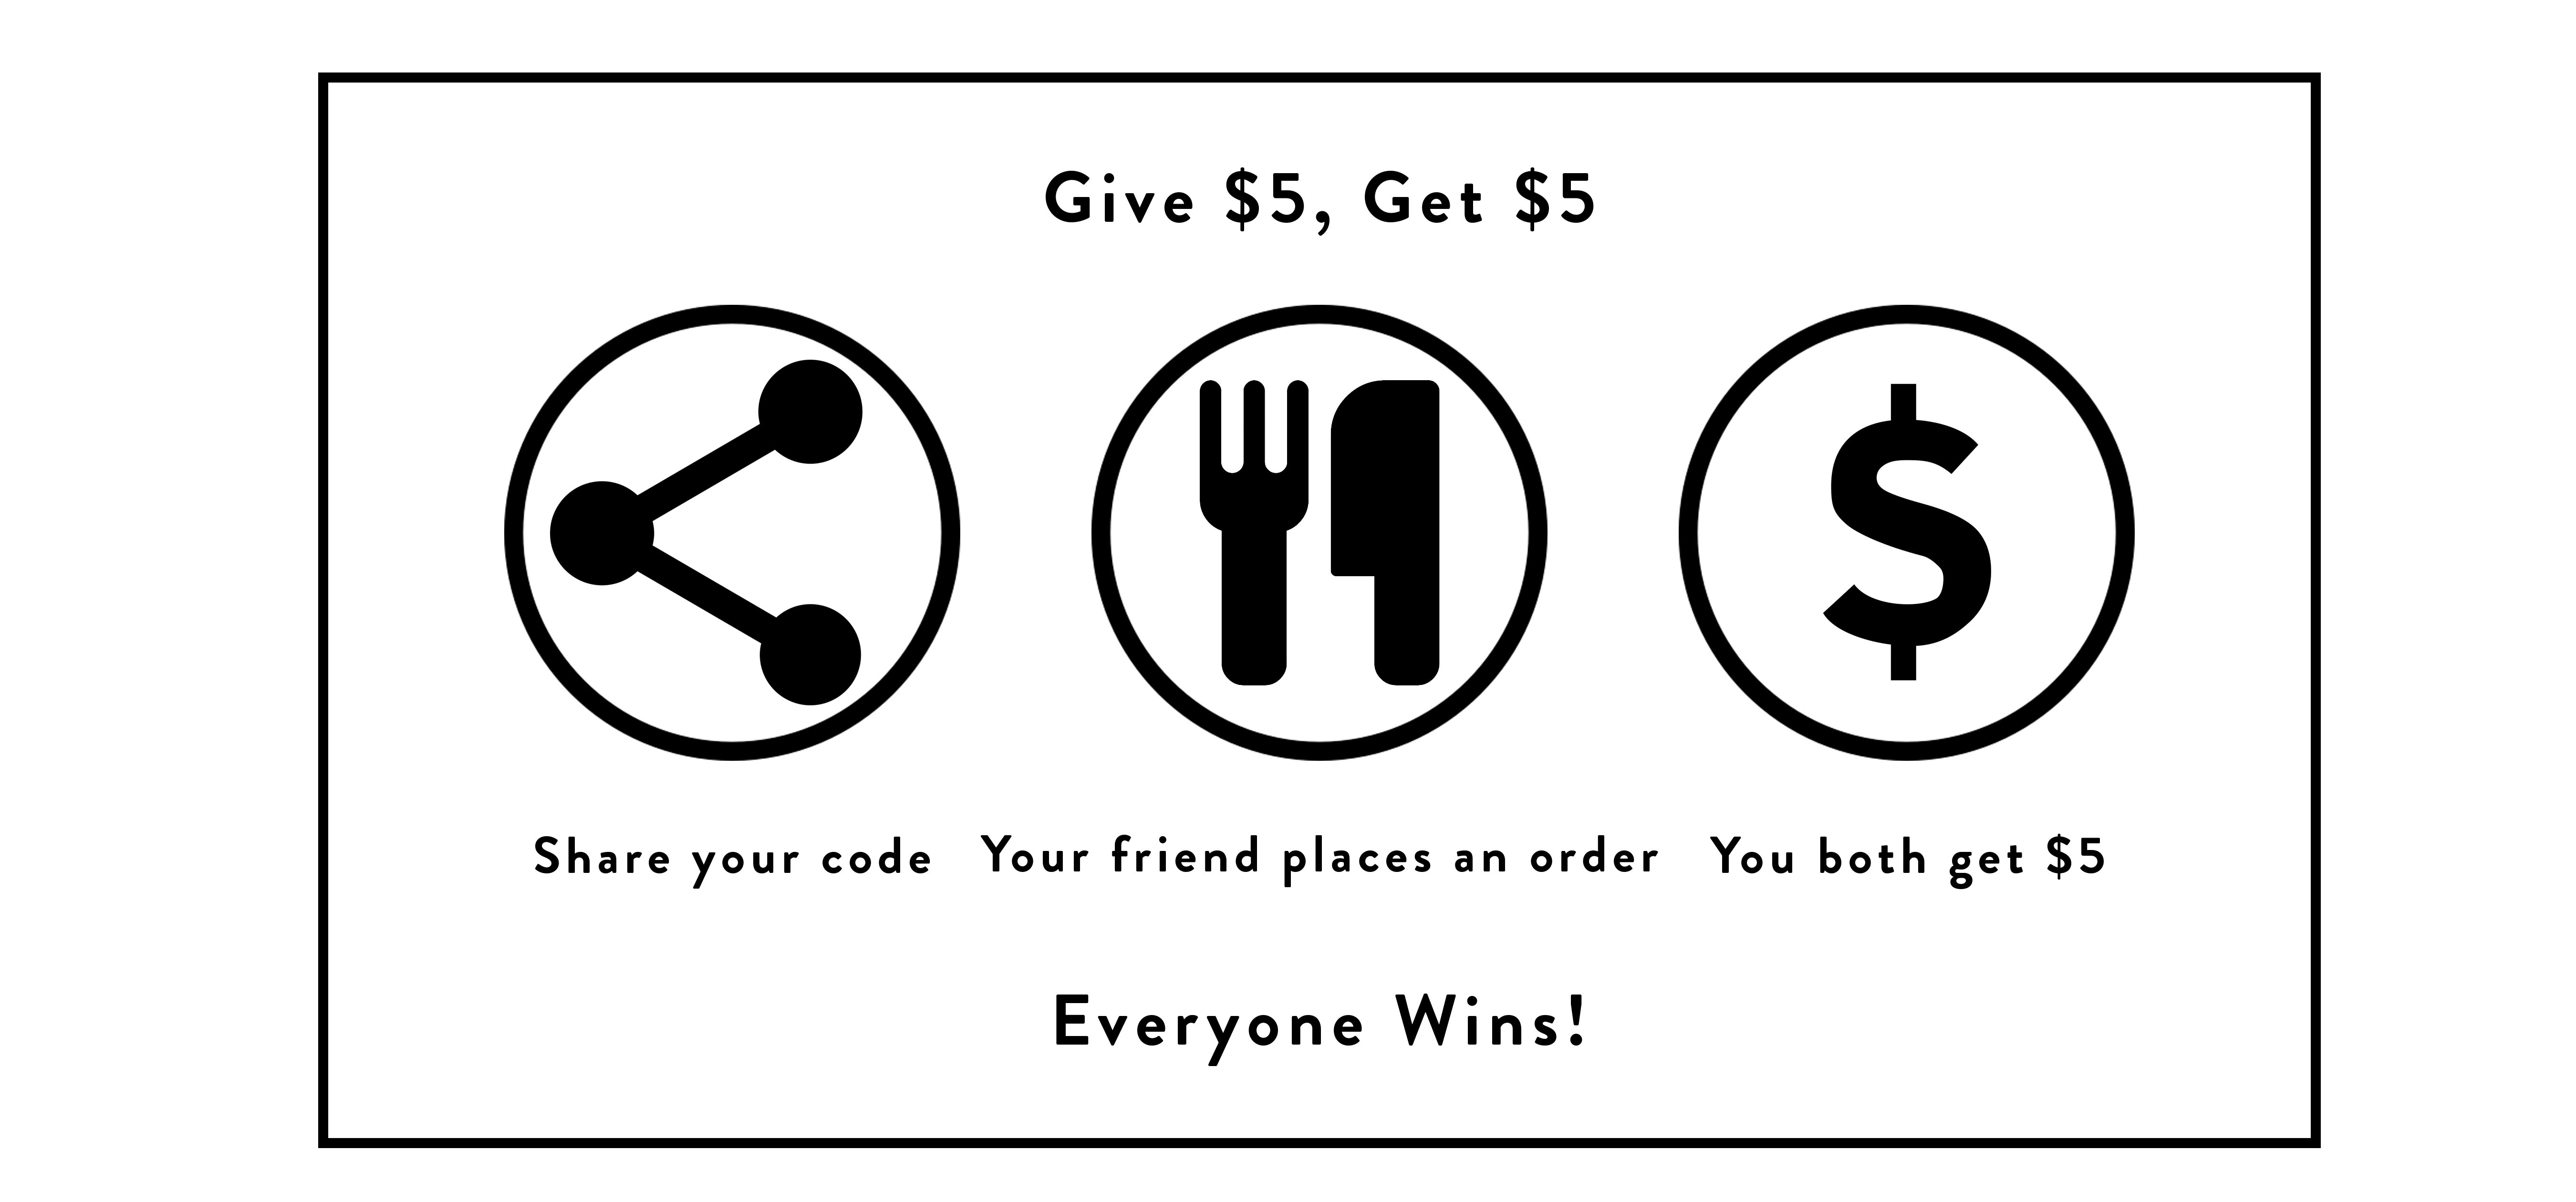 Give $5, Get $5
Share your code
Your friend places an order
You both get $5
Everyone Wins!